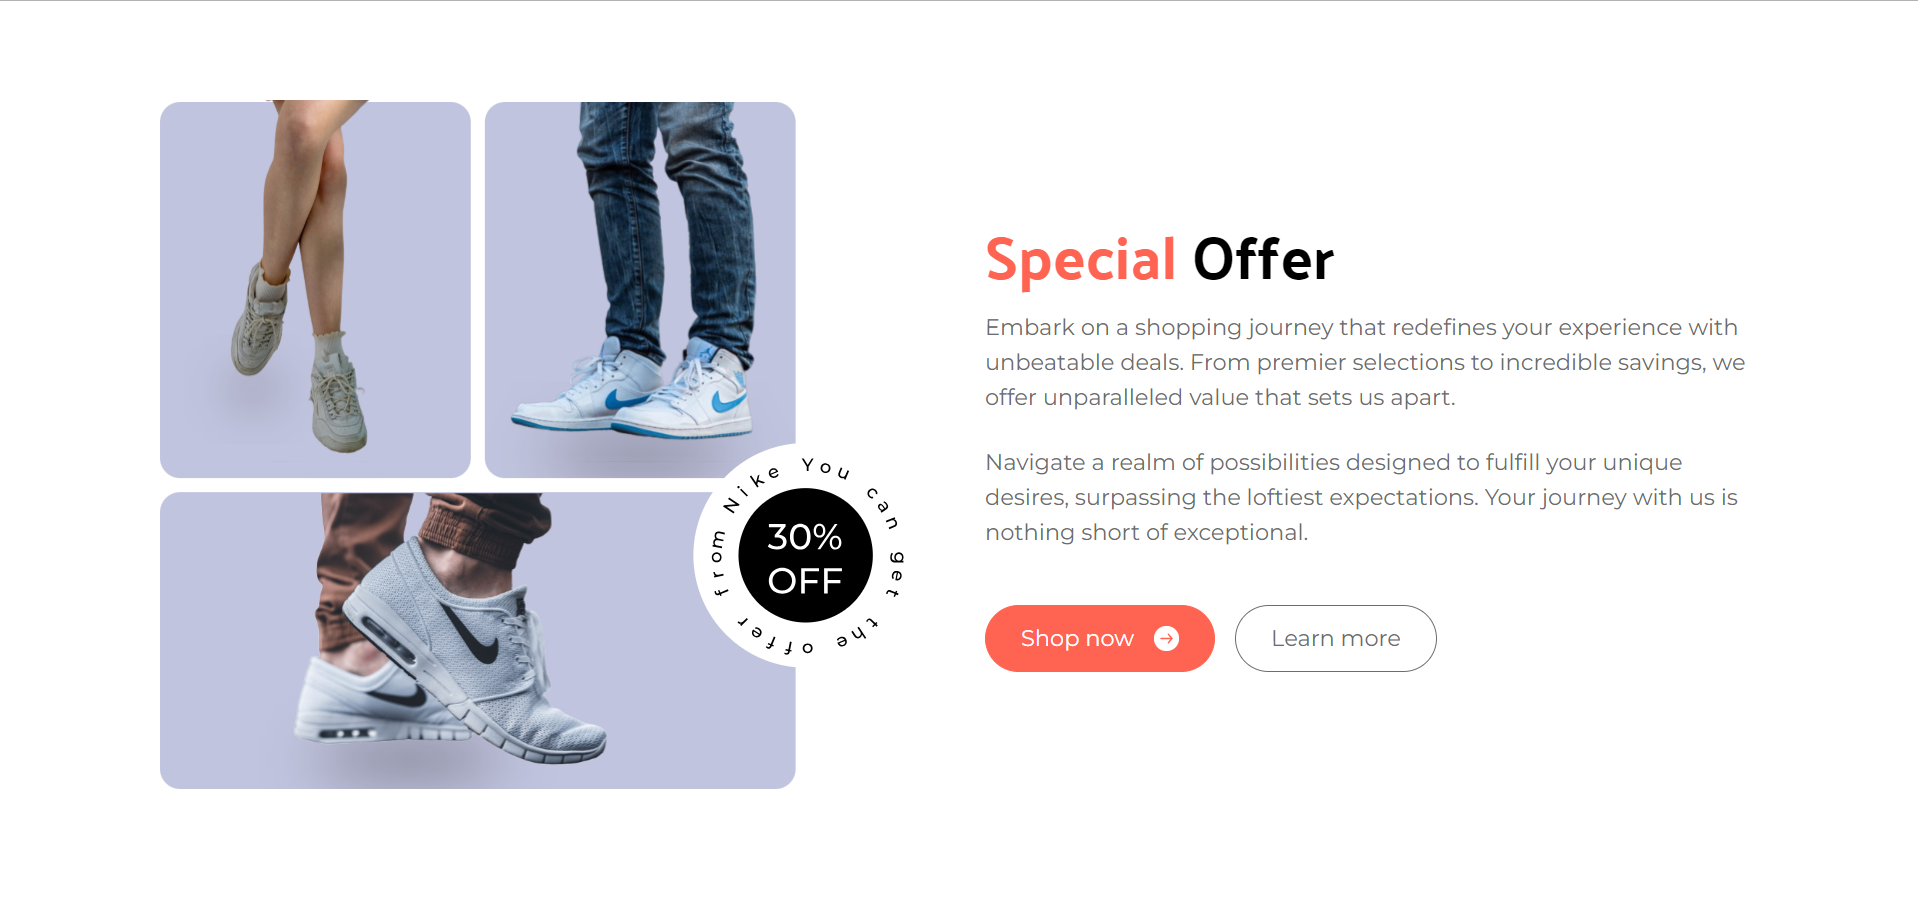 Special Offer
Embark on a shopping journey that redefines your experience with
unbeatable deals. From premier selections to incredible savings, we
offer unparalleled value that sets us apart.
Navigate a realm of possibilities designed to fulfill your unique
desires, surpassing the loftiest expectations. Your journey with us is
nothing short of exceptional.
Shop now
Learn more
You can get the offer from Nike
30%
OFF